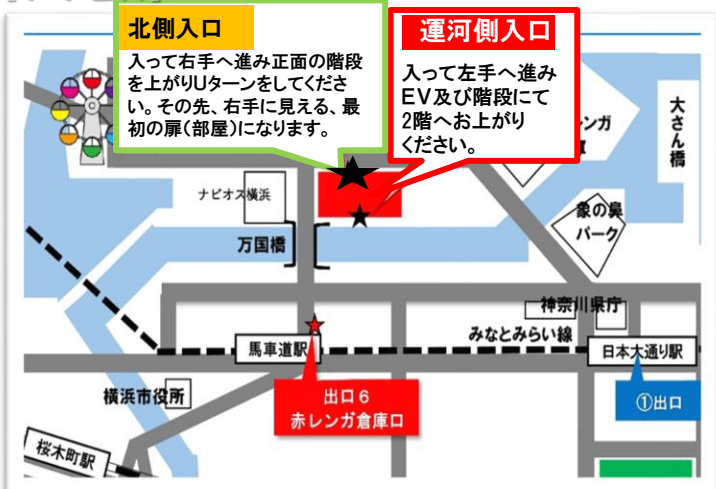 北側入口
入って右手へ進み正面の階段
を上がりUターンをしてくださ
い。その先、右手に見える、最
初の扉(部屋)になります。
運河側入口
入って左手へ進み
EV及び階段にて
2階へお上がり
ください。
ンガ
大さん橋
ナビオス横浜
象の鼻
パーク
万国橋
神奈川県庁
みなとみらい線
馬車道駅
日本大通り駅
横浜市役所
出口6
赤レンガ倉庫口
①出口
桜木町駅